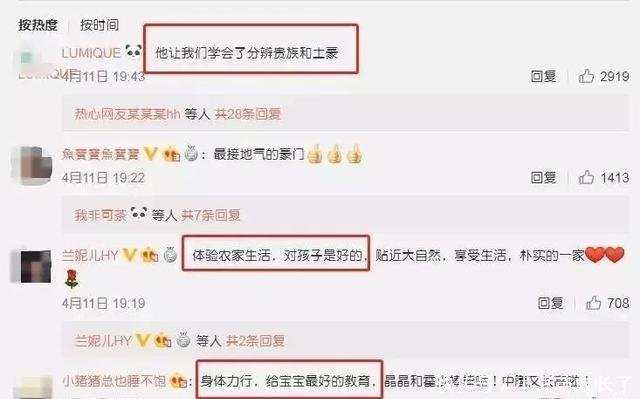 按热度 按时间
LUMIQUE🐼 他让我们学会了分辨贵族和土豪
LUMIQUE
4月11日 19:43 回复 2919
热心网友某某某hh 等人 共28条回复
魚寶寶魚寶寶 ：最接地气的豪门👍👍👍
4月11日 19:22 回复 1413
我非可茶🐼 等人 共7条回复
兰妮儿HY 体验农家生活，对孩子是好的，贴近大自然，享受生活，朴实的一家❤❤
🌹
4月11日 19:19 回复 708
兰妮儿HY 等人 共2条回复
小猪猪总也睡不饱 身体力行，给宝宝最好的教育，晶晶和霍